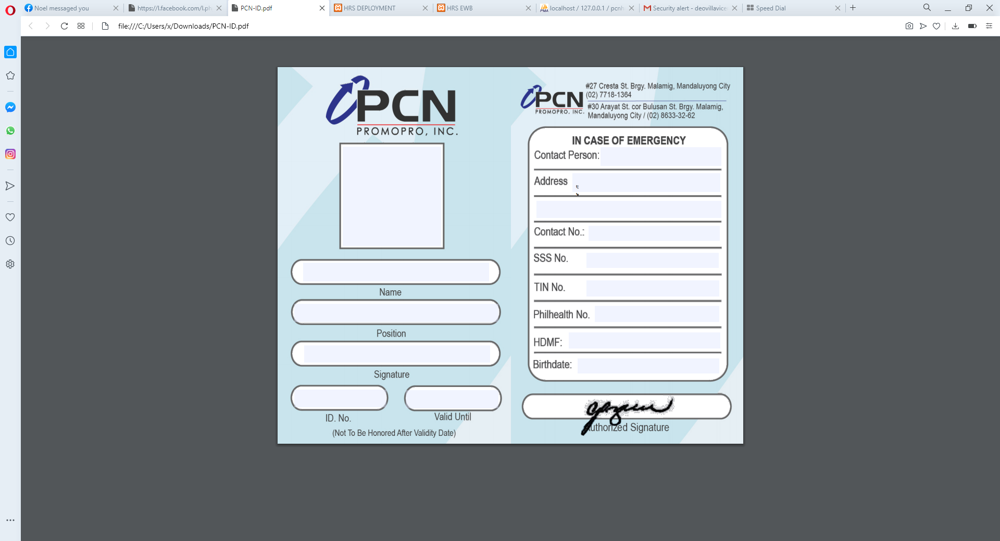 Noel messaged you
https://l.facebook.com/l.ph
PCN-ID.pdf
HRS DEPLOYMENT
HRS EWB
localhost / 127.0.0.1 / pcnh
Security alert - deovillavice
Speed Dial
file:///C:/Users/x/Downloads/PCN-ID.pdf
PCN
PROMOPRO, INC.
Name
Position
Signature
ID. No.
Valid Until
(Not To Be Honored After Validity Date)
PCN
PROMOPRO, INC.
#27 Cresta St. Brgy. Malamig, Mandaluyong City
(02) 7718-1364
#30 Arayat St. cor Bulusan St. Brgy. Malamig,
Mandaluyong City / (02) 8633-32-62
IN CASE OF EMERGENCY
Contact Person:
Address
Contact No.:
SSS No.
TIN No.
Philhealth No.
HDMF:
Birthdate:
Authorized Signature